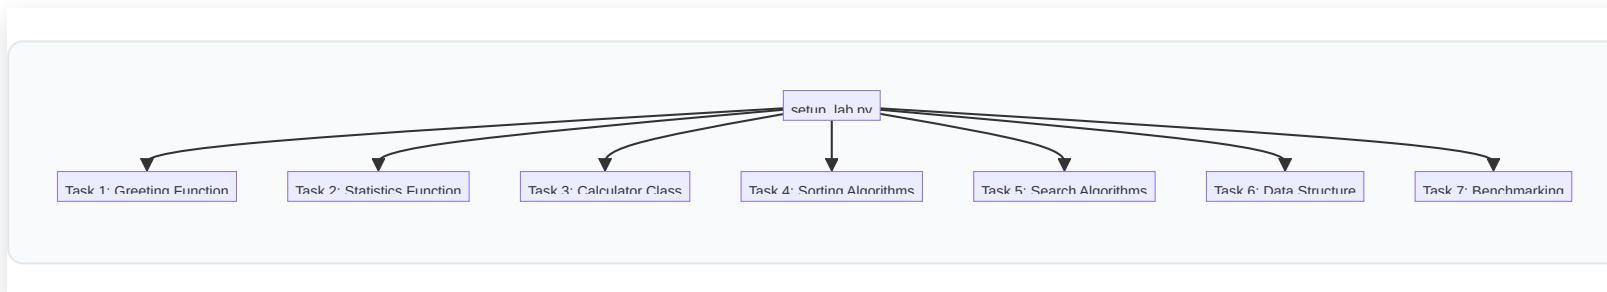 setup_lab.py
Task 1: Greeting Function
Task 2: Statistics Function
Task 3: Calculator Class
Task 4: Sorting Algorithms
Task 5: Search Algorithms
Task 6: Data Structure
Task 7: Benchmarking